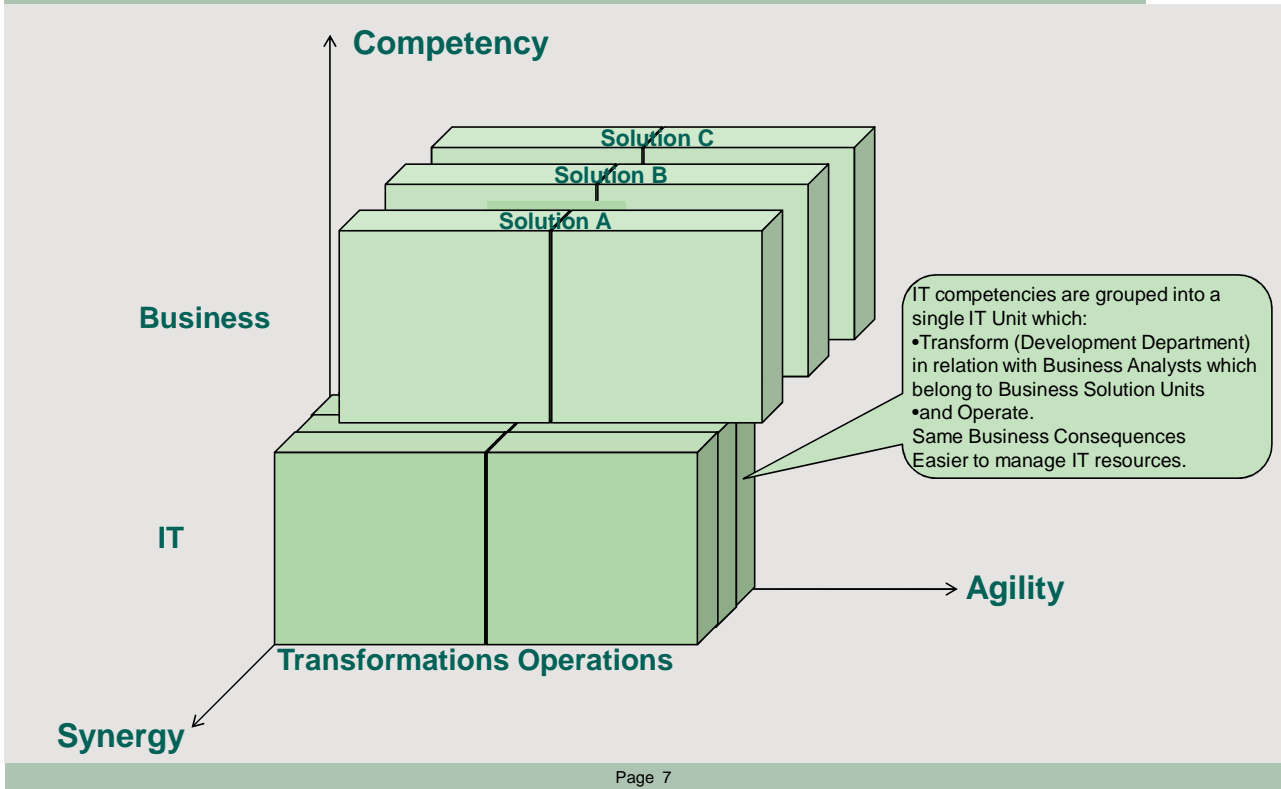 Competency
Solution C
Solution B
Solution A
Business
IT competencies are grouped into a
single IT Unit which:
•Transform (Development Department)
in relation with Business Analysts which
belong to Business Solution Units
•and Operate.
Same Business Consequences
Easier to manage IT resources.
IT
Agility
Transformations Operations
Synergy
Page 7